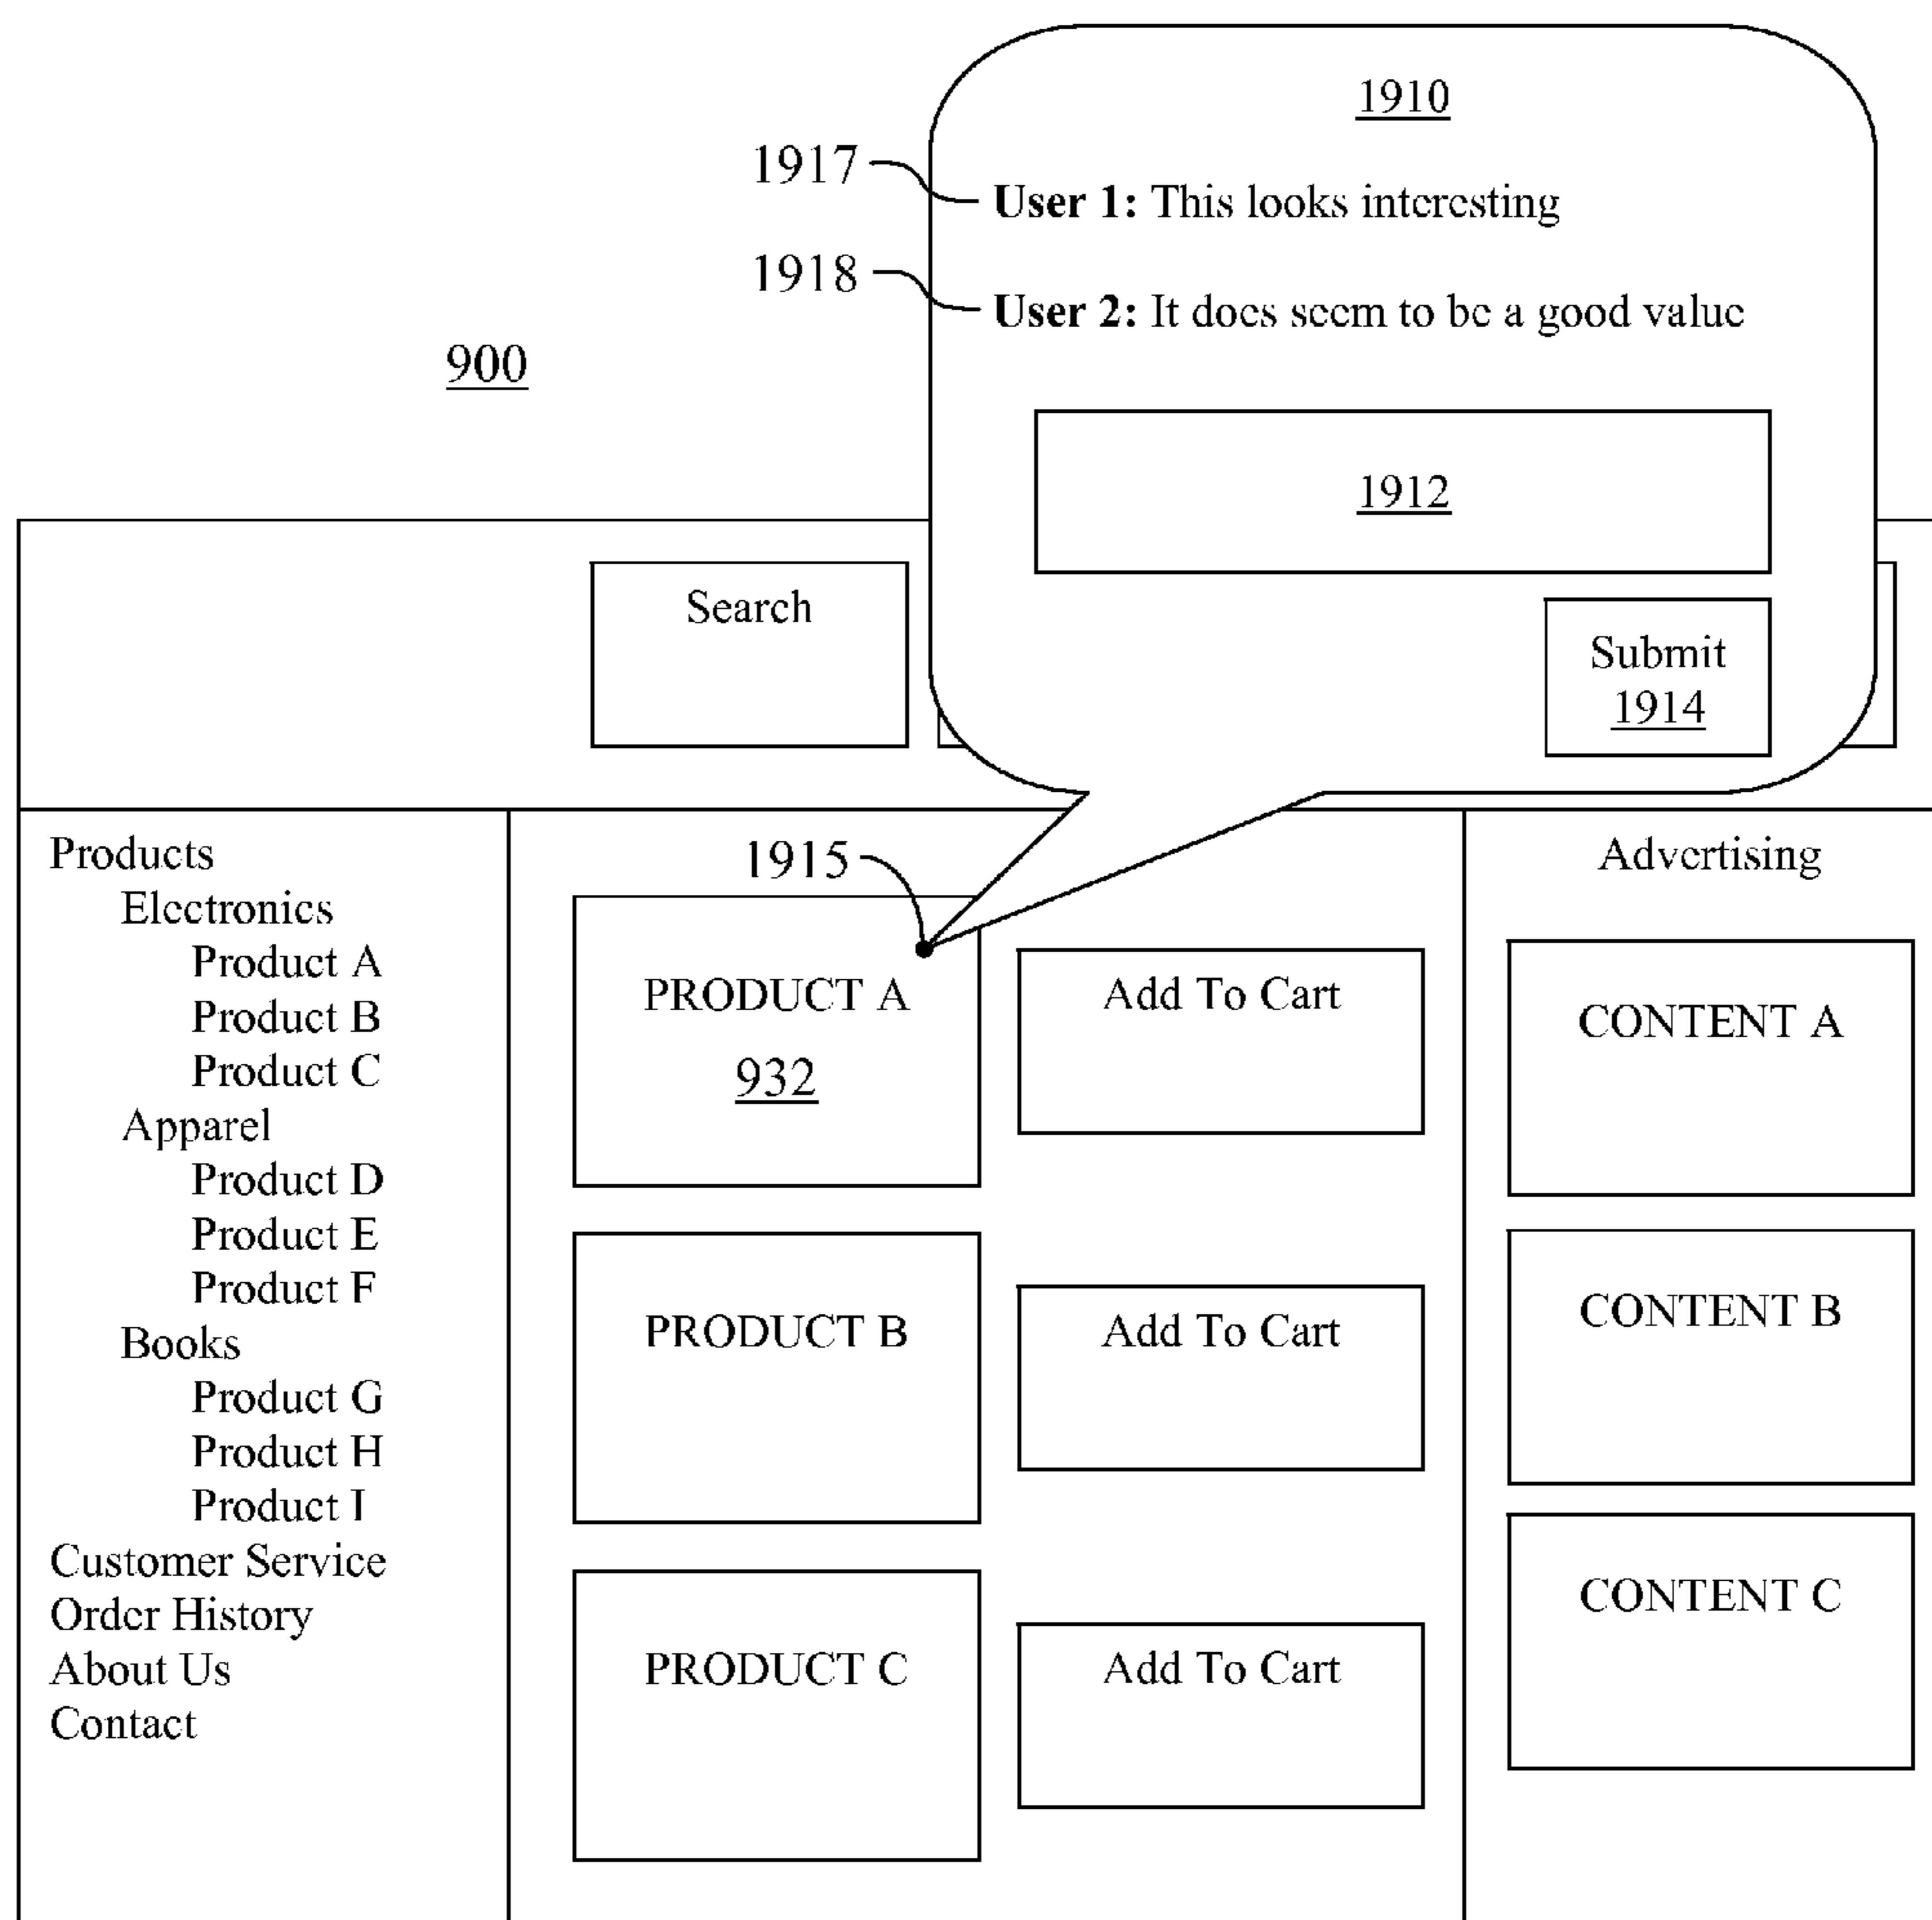 1910
1917
User 1: This looks interesting
1918
User 2: It does seem to be a good value
900
1912
Search
Submit
1914
Products
Electronics
Product A
Product B
Product C
Apparel
Product D
Product E
Product F
Books
Product G
Product H
Product I
Customer Service
Order History
About Us
Contact
1915
PRODUCT A
932
Add To Cart
PRODUCT B
Add To Cart
PRODUCT C
Add To Cart
Advertising
CONTENT A
CONTENT B
CONTENT C